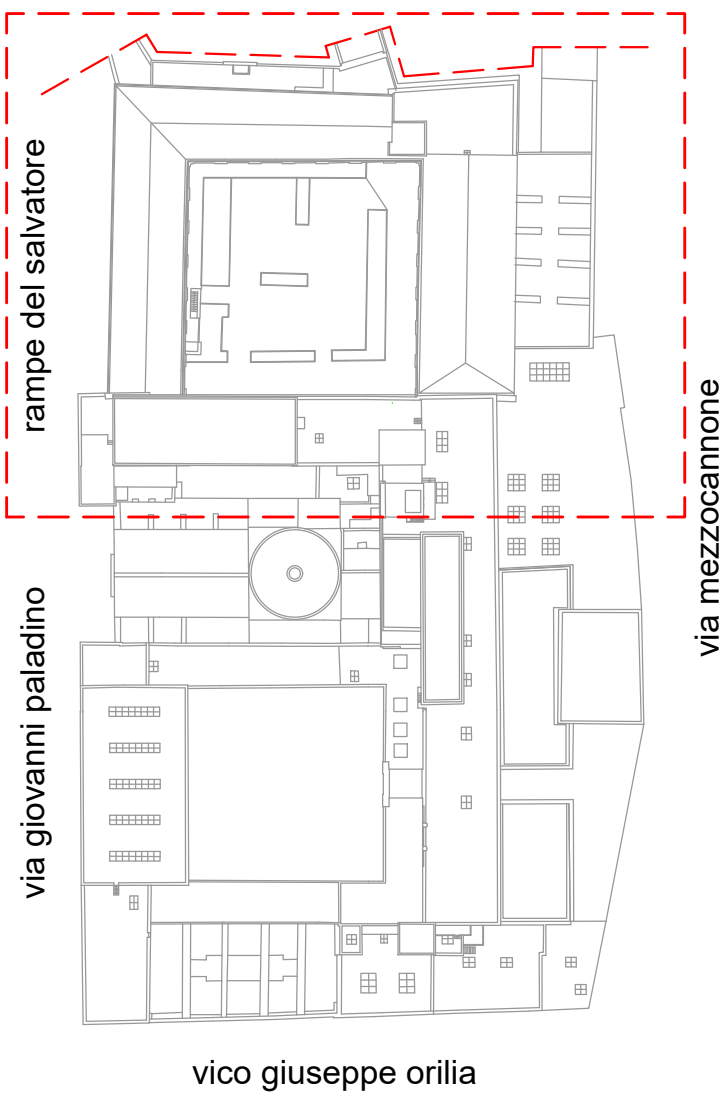 rampe del salvatore
via mezzocannone
via giovanni paladino
vico giuseppe orilia